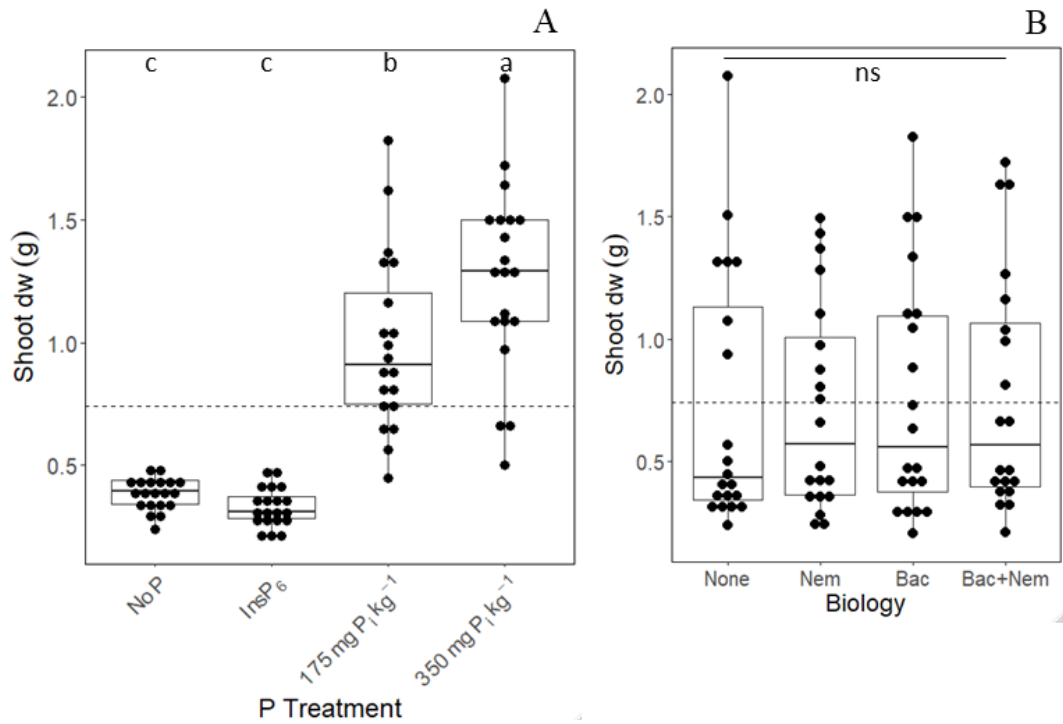 A
c c b a
2.0
1.5
1.0
0.5
Shoot dw (g)
No P InsP₆ 175 mg Pᵢ kg⁻¹ 350 mg Pᵢ kg⁻¹
P Treatment
B
ns
2.0
1.5
1.0
0.5
Shoot dw (g)
None Nem Bac Bac+Nem
Biology